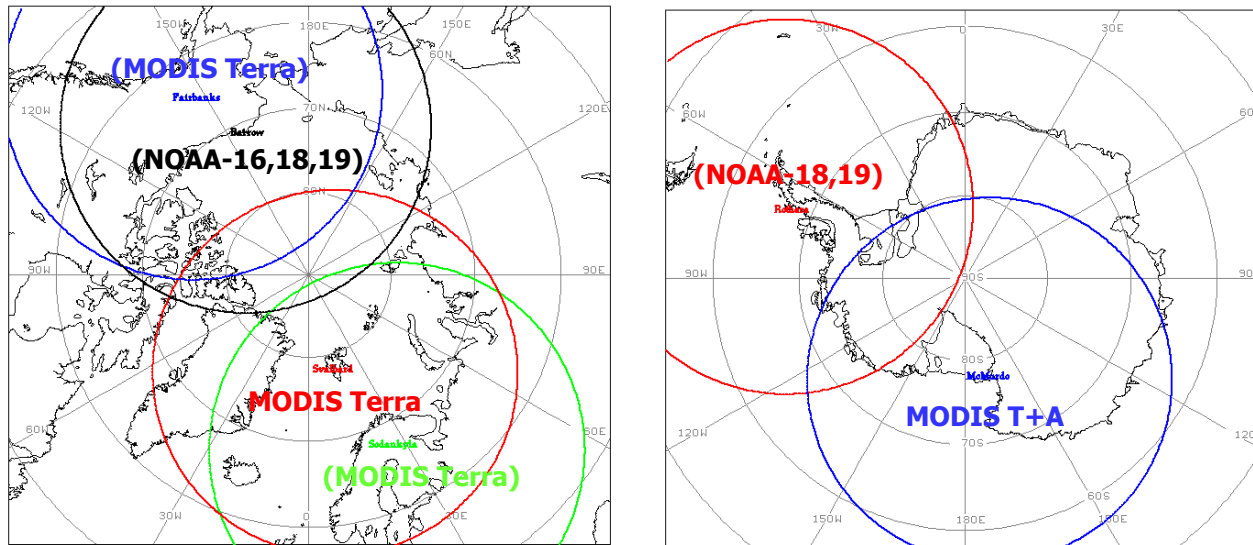 150W
180E
150E
60N
(MODIS Terra)
Fairbanks
120W
70N
120E
Barrow
(NOAA-16,18,19)
80N
90W
90E
Svalbard
MODIS Terra
Sodankyla
60W
60E
(MODIS Terra)
30W
0
30E
0
30E
60W
60E
(NOAA-18,19)
Rothera
90W
90S
90E
80S
McMurdo
MODIS T+A
120W
70S
120E
60S
150W
180E
150E